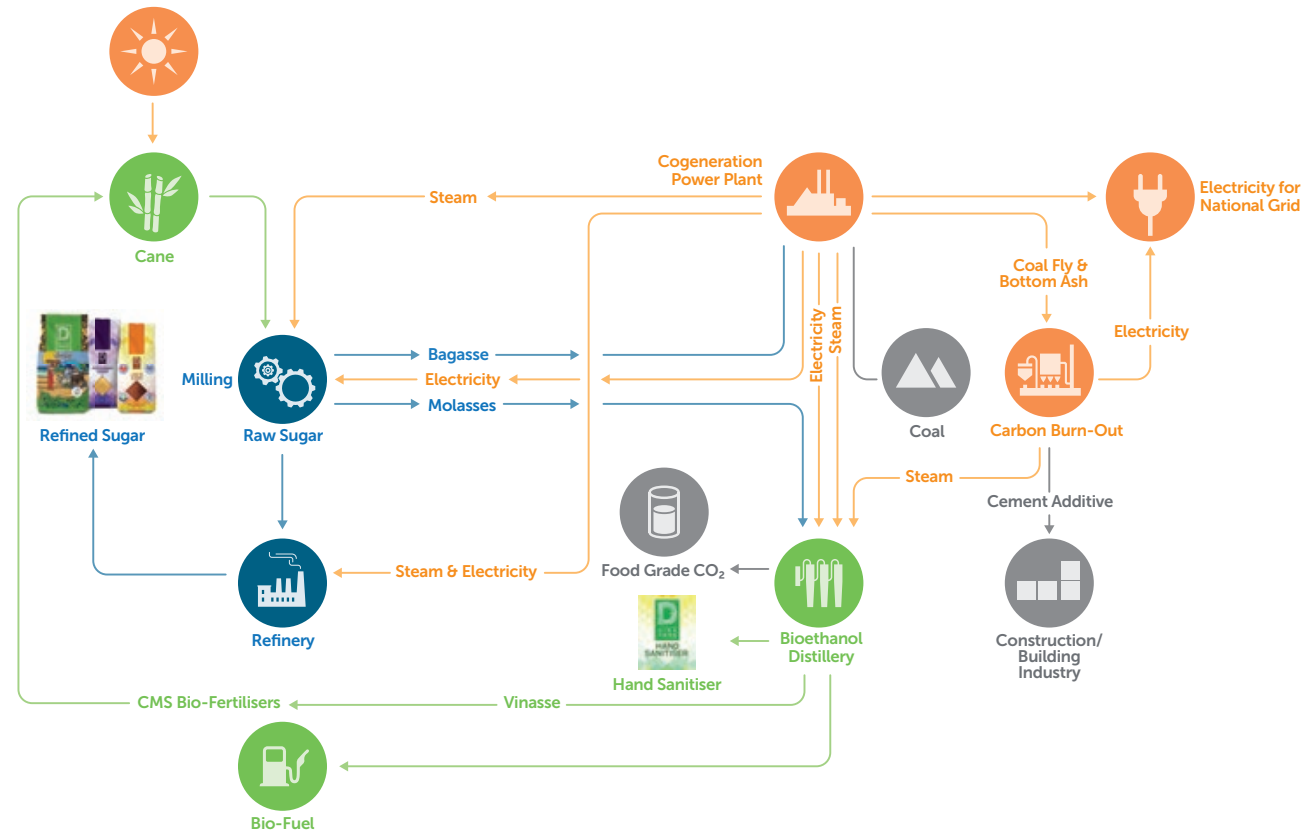 Cogeneration
Power Plant
Steam
Electricity for
National Grid
Cane
Coal Fly &
Bottom Ash
Electricity
Steam
Electricity
Bagasse
Milling
Electricity
Molasses
Refined Sugar
Raw Sugar
Coal
Carbon Burn-Out
Steam
Cement Additive
Food Grade CO₂
Steam & Electricity
D
HAND
SANITISER
Refinery
Bioethanol
Distillery
Construction/
Building
Industry
Hand Sanitiser
CMS Bio-Fertilisers
Vinasse
Bio-Fuel